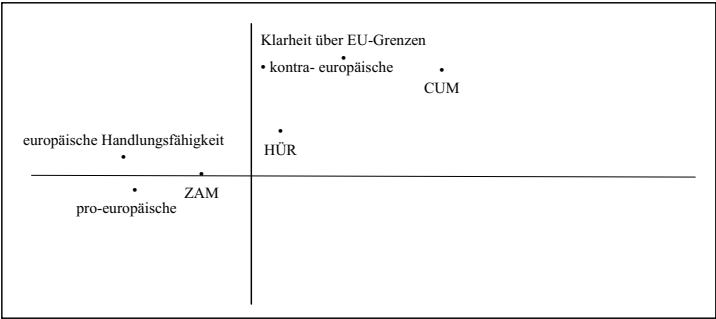 Klarheit über EU-Grenzen
• kontra- europäische
CUM
europäische Handlungsfähigkeit
HÜR
ZAM
pro-europäische